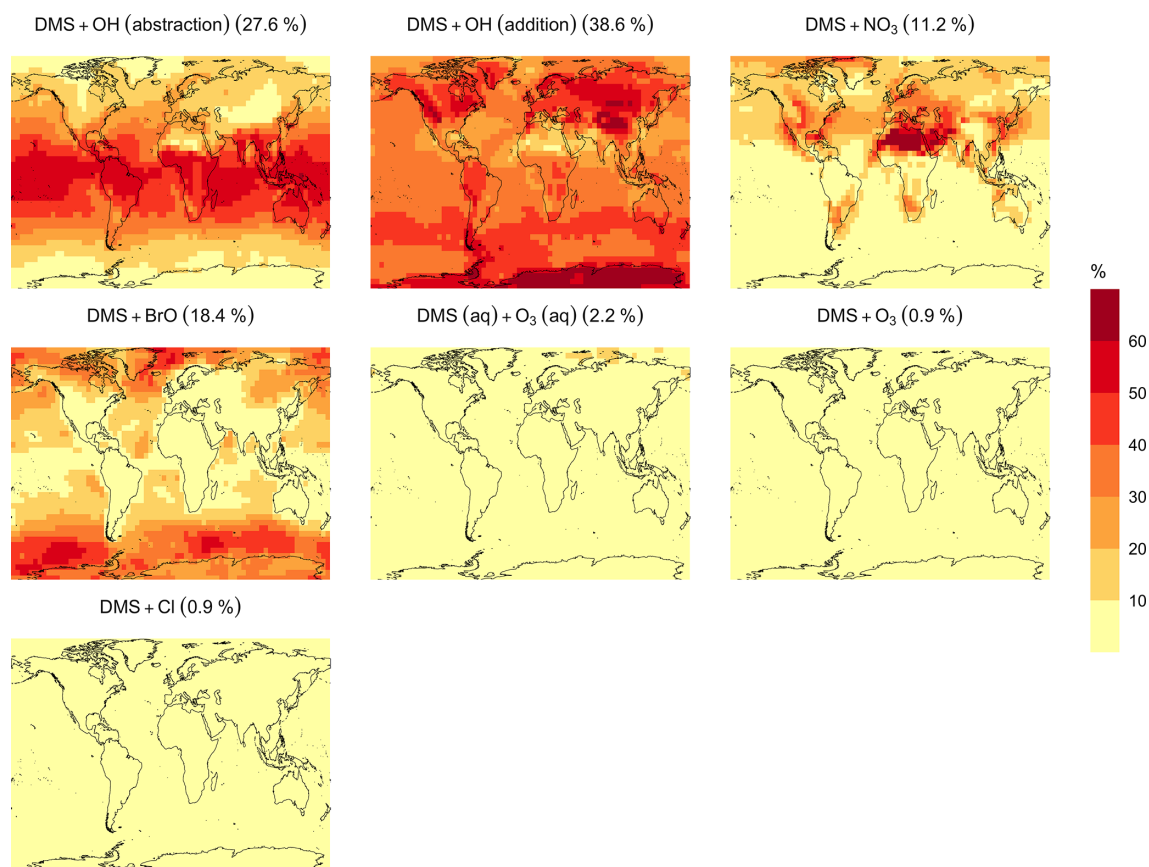 DMS + OH (abstraction) (27.6 %)
DMS + OH (addition) (38.6 %)
DMS + NO₃ (11.2 %)
DMS + BrO (18.4 %)
DMS (aq) + O₃ (aq) (2.2 %)
DMS + O₃ (0.9 %)
DMS + Cl (0.9 %)
%
60
50
40
30
20
10